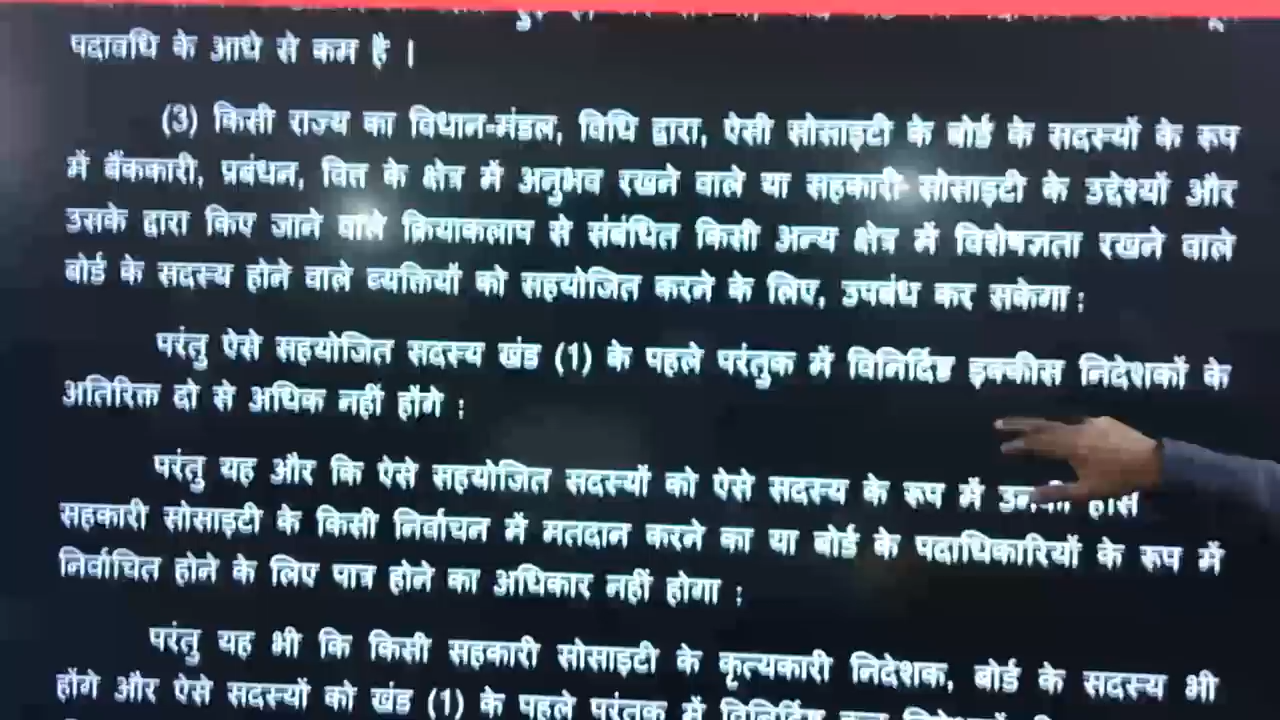 पदावधि के आधे से कम है ।
(3) किसी राज्य का विधान-मंडल, विधि द्वारा, ऐसी सोसाइटी के बोर्ड के सदस्यों के रूप
में बैंककारी, प्रबंधन, वित्त के क्षेत्र में अनुभव रखने वाले या सहकारी सोसाइटी के उद्देश्यों और
उसके द्वारा किए जाने वाले क्रियाकलाप से संबंधित किसी अन्य क्षेत्र में विशेषज्ञता रखने वाले
बोर्ड के सदस्य होने वाले व्यक्तियों को सहयोजित करने के लिए, उपबंध कर सकेगा :
परंतु ऐसे सहयोजित सदस्य खंड (1) के पहले परंतुक में विनिर्दिष्ट इक्कीस निदेशकों के
अतिरिक्त दो से अधिक नहीं होंगे :
परंतु यह और कि ऐसे सहयोजित सदस्यों को ऐसे सदस्य के रूप में
सहकारी सोसाइटी के किसी निर्वाचन में मतदान करने का या बोर्ड के पदाधिकारियों के रूप में
निर्वाचित होने के लिए पात्र होने का अधिकार नहीं होगा :
परंतु यह भी कि किसी सहकारी सोसाइटी के कृत्यकारी निदेशक, बोर्ड के सदस्य भी
होंगे और ऐसे सदस्यों को खंड (1) के पहले परंतुक में